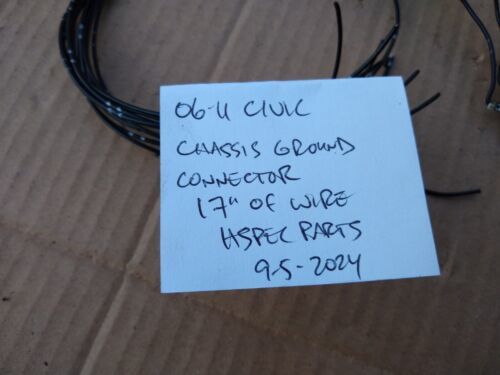 06-11 CIVIC
CHASSIS GROUND
CONNECTOR
17" OF WIRE
HSPEC PARTS
9-5-2024